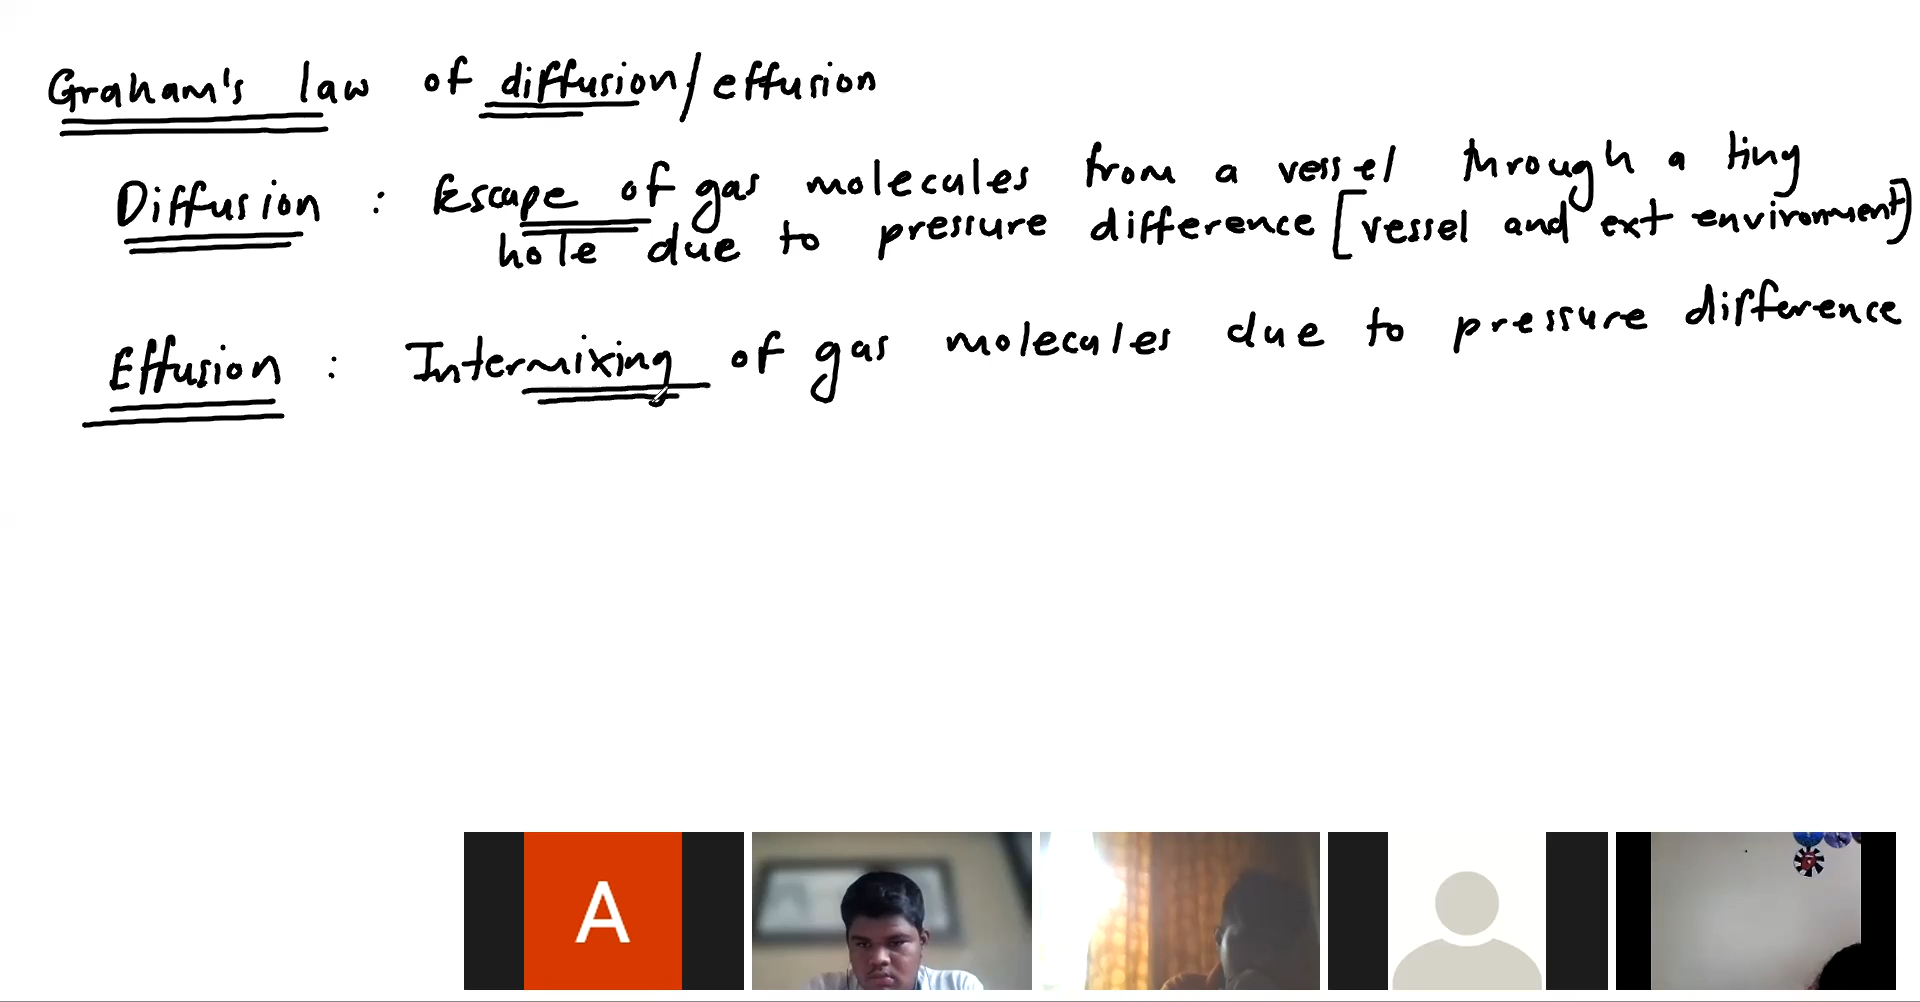 Graham's law of diffusion/effusion
Diffusion : Escape of gas molecules from a vessel through a tiny
hole due to pressure difference [vessel and ext environment]
Effusion : Intermixing of gas molecules due to pressure difference
A